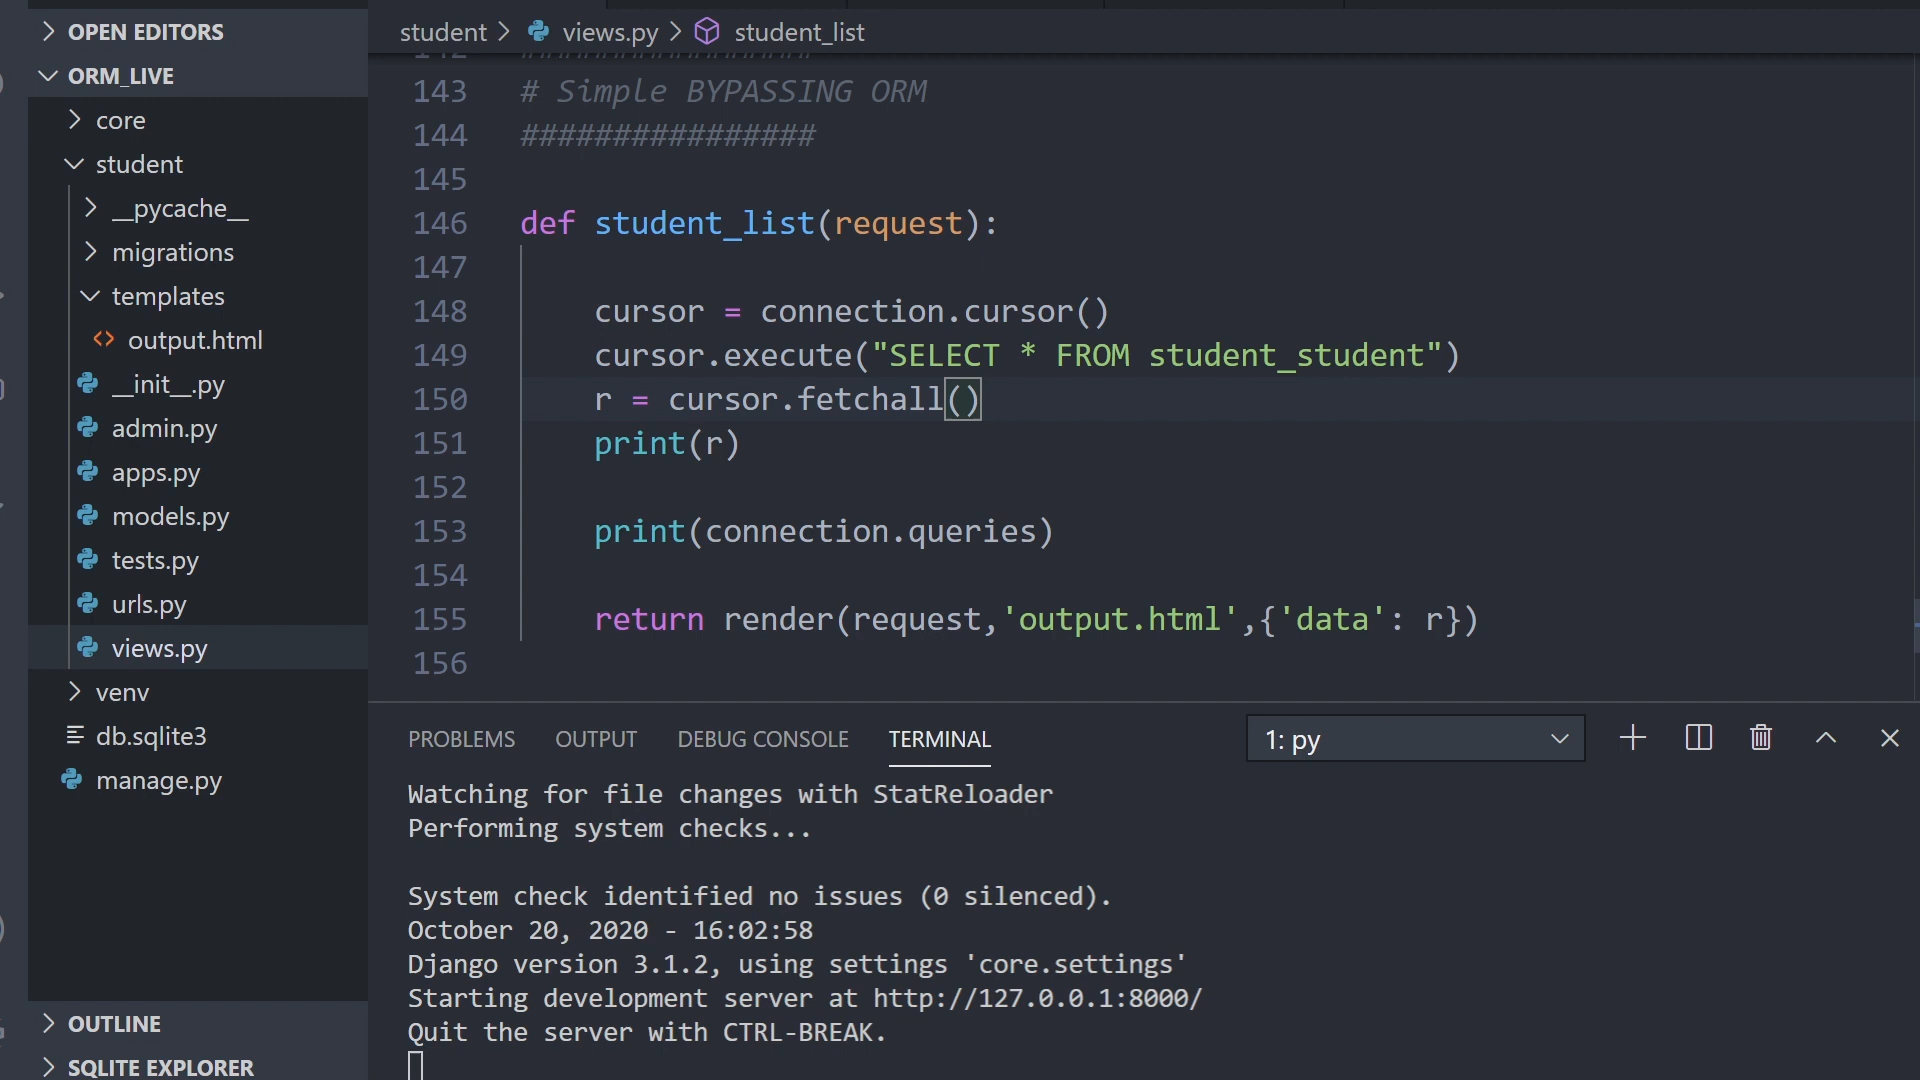 OPEN EDITORS
ORM_LIVE
core
student
__pycache__
migrations
templates
output.html
__init__.py
admin.py
apps.py
models.py
tests.py
urls.py
views.py
venv
db.sqlite3
manage.py
OUTLINE
SQLITE EXPLORER
student > views.py > student_list
142 ################
143 # Simple BYPASSING ORM
144 ################
145
146 def student_list(request):
147
148 cursor = connection.cursor()
149 cursor.execute("SELECT * FROM student_student")
150 r = cursor.fetchall()
151 print(r)
152
153 print(connection.queries)
154
155 return render(request,'output.html',{'data': r})
156
PROBLEMS OUTPUT DEBUG CONSOLE TERMINAL 1: py
Watching for file changes with StatReloader
Performing system checks...
System check identified no issues (0 silenced).
October 20, 2020 - 16:02:58
Django version 3.1.2, using settings 'core.settings'
Starting development server at http://127.0.0.1:8000/
Quit the server with CTRL-BREAK.